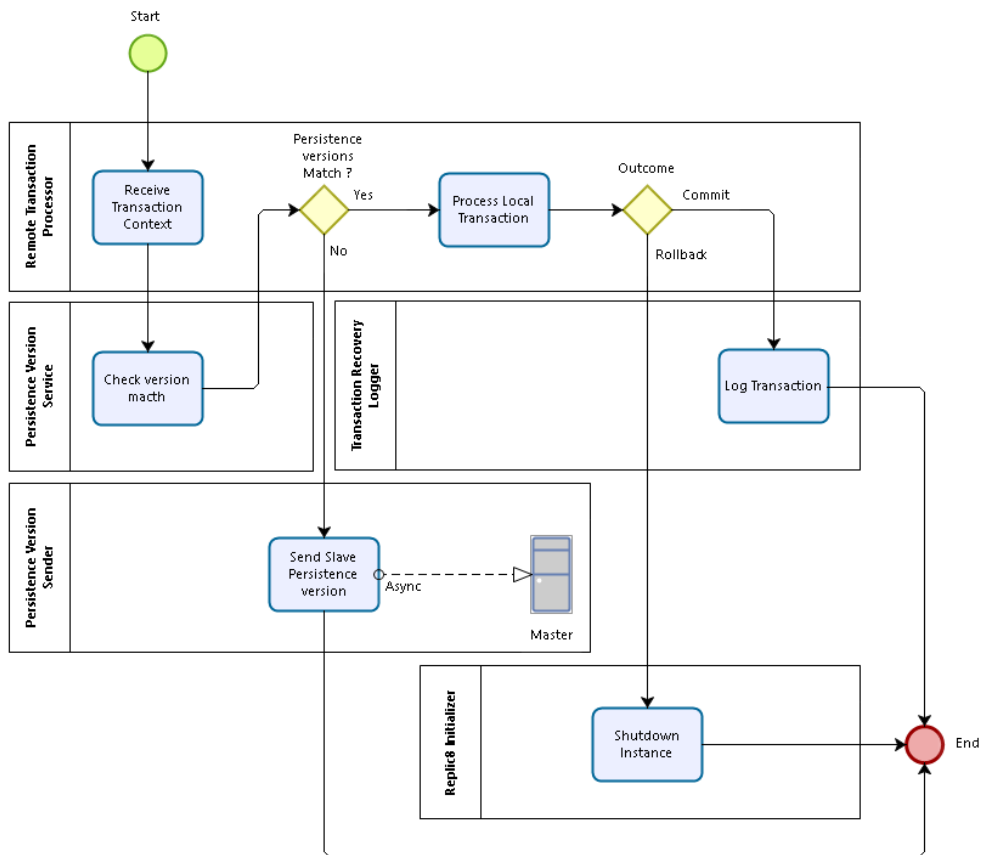 Start
Remote Transaction
Processor
Receive
Transaction
Context
Persistence
versions
Match ?
Yes
No
Process Local
Transaction
Outcome
Commit
Rollback
Persistence Version
Service
Check version
macth
Transaction Recovery
Logger
Log Transaction
Persistence Version
Sender
Send Slave
Persistence
version
Async
Master
Replic8 Initializer
Shutdown
Instance
End